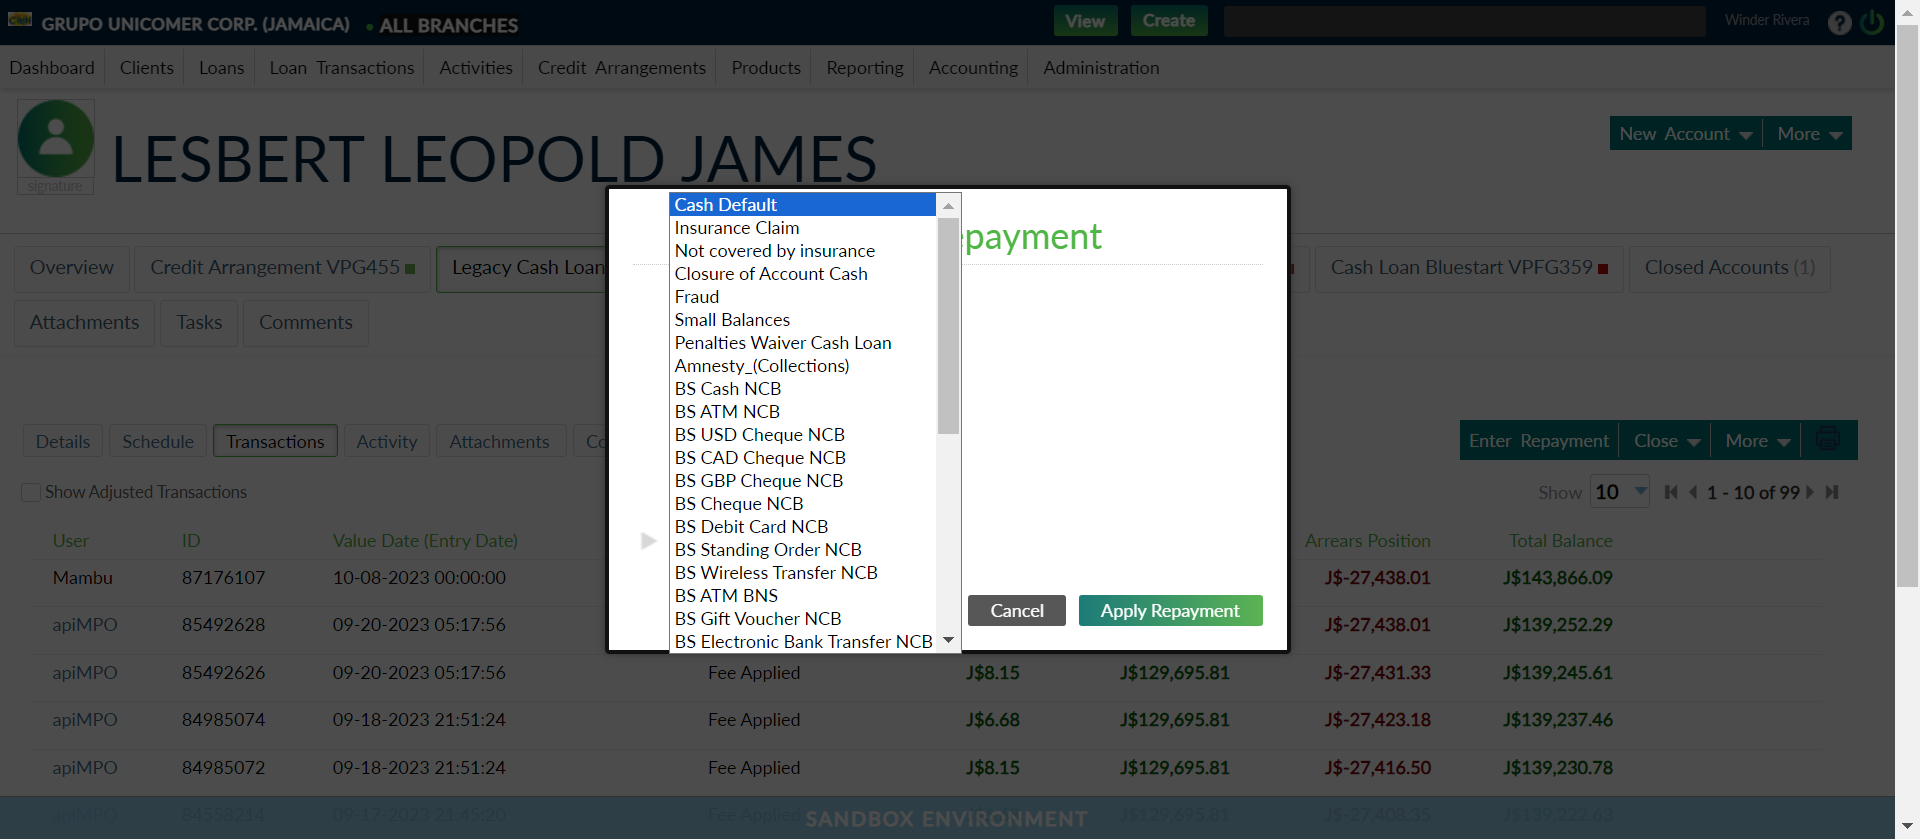 GRUPO UNICOMER CORP. (JAMAICA) • ALL BRANCHES View Create Winder Rivera ?
Dashboard Clients Loans Loan Transactions Activities Credit Arrangements Products Reporting Accounting Administration
signature
LESBERT LEOPOLD JAMES
New Account More
Overview Credit Arrangement VPG455 Legacy Cash Loan Cash Loan Bluestart VPFG359 Closed Accounts (1)
Attachments Tasks Comments
payment
Cash Default
Insurance Claim
Not covered by insurance
Closure of Account Cash
Fraud
Small Balances
Penalties Waiver Cash Loan
Amnesty_(Collections)
BS Cash NCB
BS ATM NCB
BS USD Cheque NCB
BS CAD Cheque NCB
BS GBP Cheque NCB
BS Cheque NCB
BS Debit Card NCB
BS Standing Order NCB
BS Wireless Transfer NCB
BS ATM BNS
BS Gift Voucher NCB
BS Electronic Bank Transfer NCB
Cancel Apply Repayment
Details Schedule Transactions Activity Attachments Co
Enter Repayment Close More
Show Adjusted Transactions
Show 10 1 - 10 of 99
User ID Value Date (Entry Date) Arrears Position Total Balance
Mambu 87176107 10-08-2023 00:00:00 J$-27,438.01 J$143,866.09
apiMPO 85492628 09-20-2023 05:17:56 J$-27,438.01 J$139,252.29
apiMPO 85492626 09-20-2023 05:17:56 Fee Applied J$8.15 J$129,695.81 J$-27,431.33 J$139,245.61
apiMPO 84985074 09-18-2023 21:51:24 Fee Applied J$6.68 J$129,695.81 J$-27,423.18 J$139,237.46
apiMPO 84985072 09-18-2023 21:51:24 Fee Applied J$8.15 J$129,695.81 J$-27,416.50 J$139,230.78
apiMPO 84558214 09-17-2023 21:45:20 J$129,695.81 J$-27,408.35 J$139,222.63
SANDBOX ENVIRONMENT